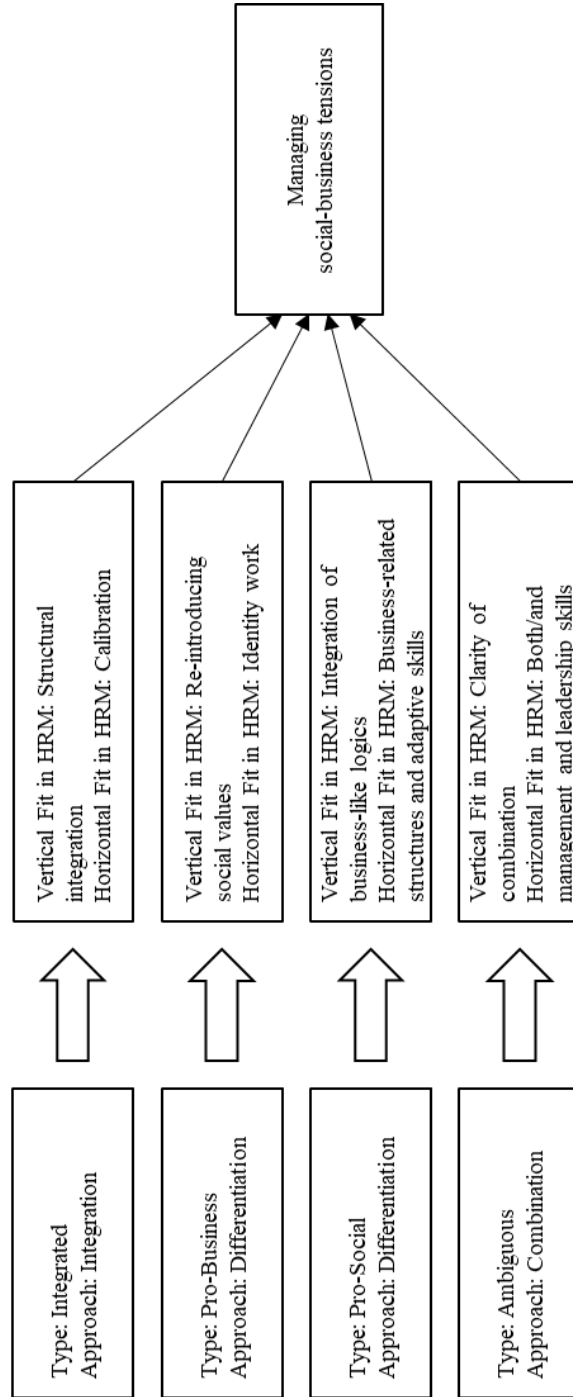 Type: Integrated
Approach: Integration
Vertical Fit in HRM: Structural
integration
Horizontal Fit in HRM: Calibration
Type: Pro-Business
Approach: Differentiation
Vertical Fit in HRM: Re-introducing
social values
Horizontal Fit in HRM: Identity work
Type: Pro-Social
Approach: Differentiation
Vertical Fit in HRM: Integration of
business-like logics
Horizontal Fit in HRM: Business-related
structures and adaptive skills
Type: Ambiguous
Approach: Combination
Vertical Fit in HRM: Clarity of
combination
Horizontal Fit in HRM: Both/and
management and leadership skills
Managing
social-business tensions